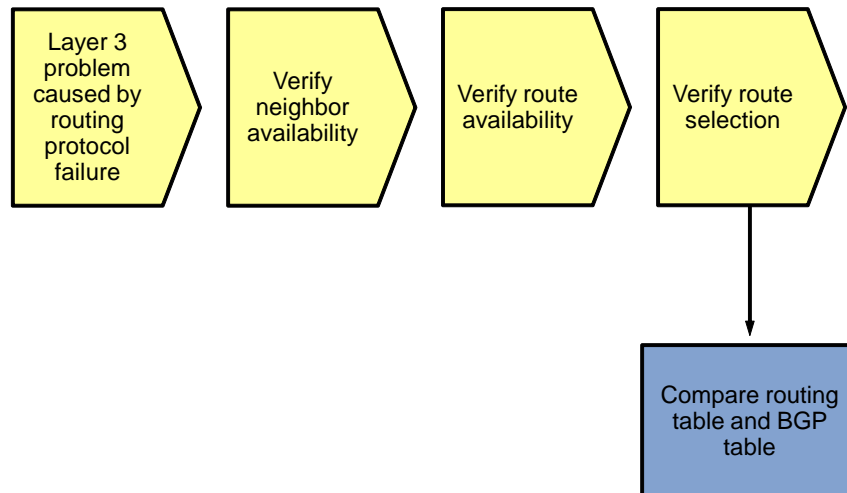 Layer 3
problem
caused by
routing
protocol
failure
Verify
neighbor
availability
Verify route
availability
Verify route
selection
Compare routing
table and BGP
table